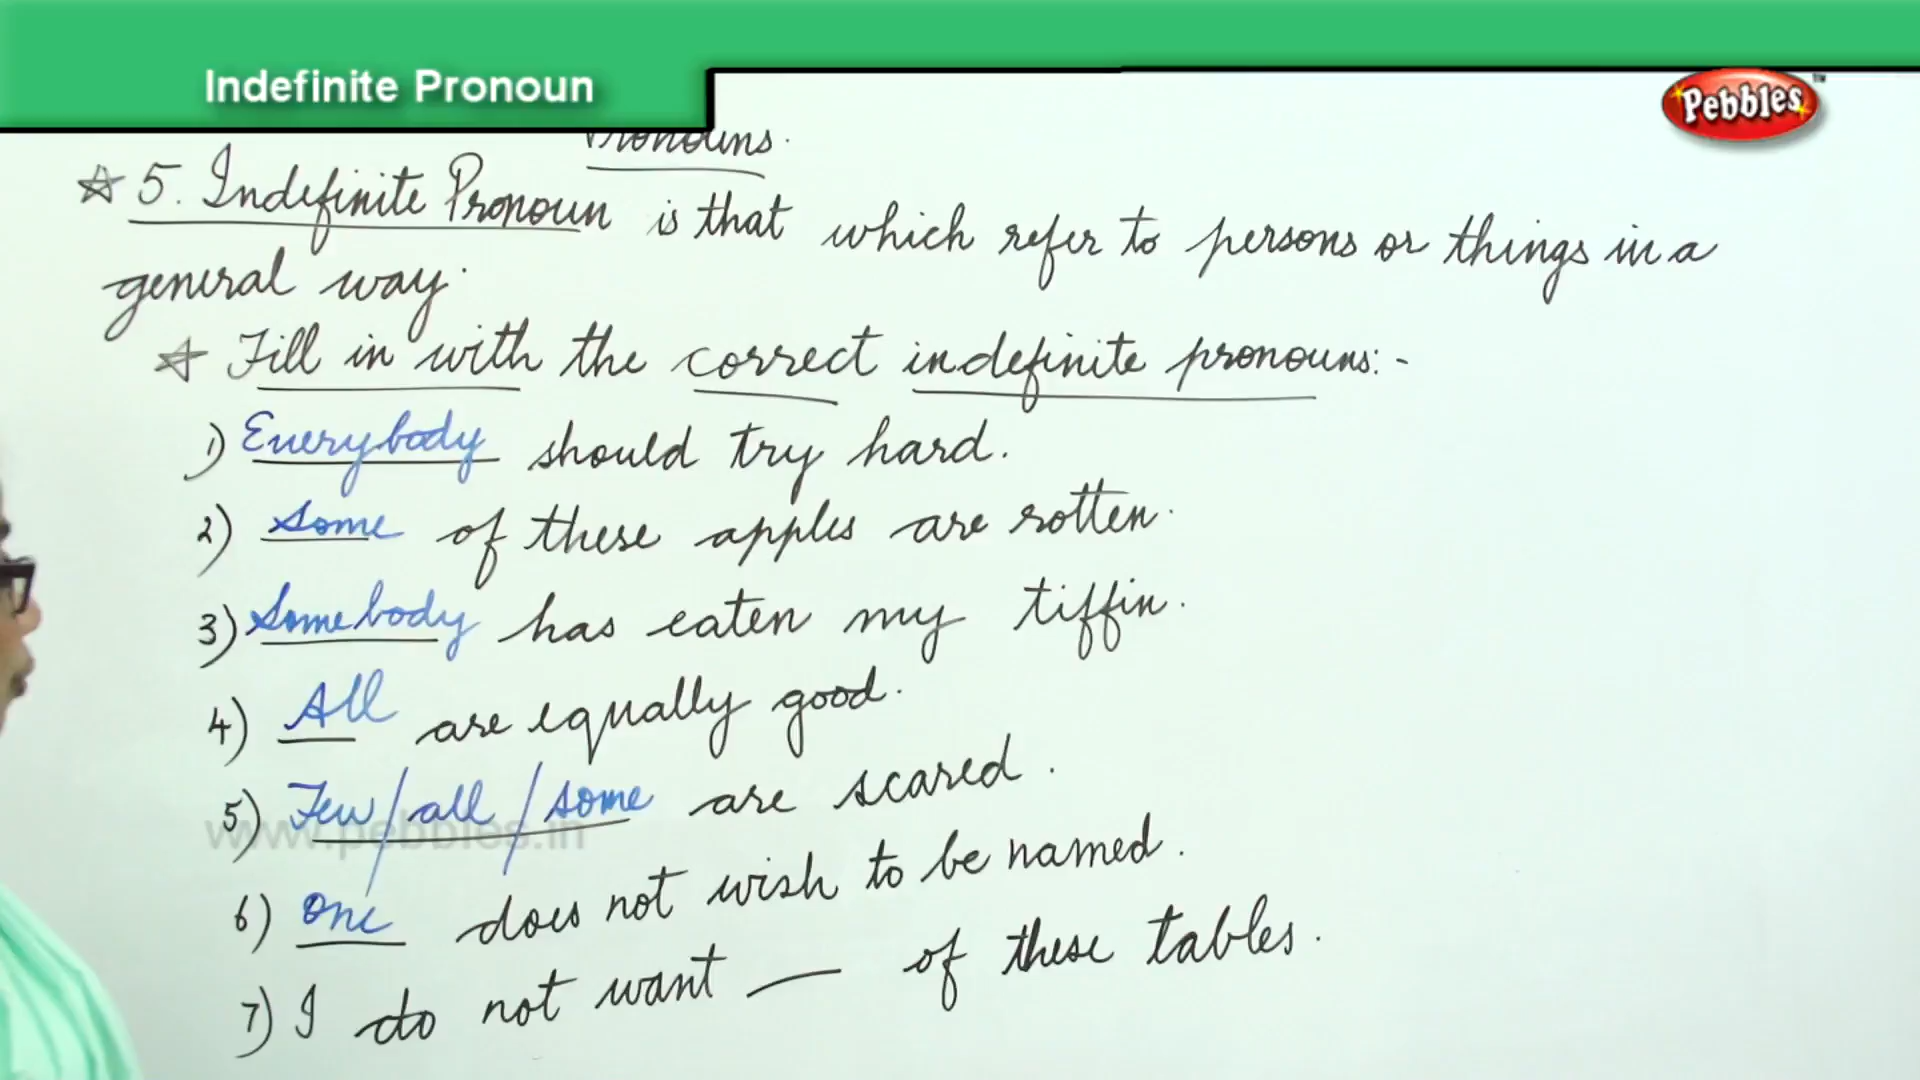 Indefinite Pronoun
Pebbles
TM
Pronouns.
☆ 5. Indefinite Pronoun is that which refer to persons or things in a
general way.
☆ Fill in with the correct indefinite pronouns:-
1) Everybody should try hard.
2) Some of these apples are rotten.
3) Somebody has eaten my tiffin.
4) All are equally good.
5) Few/all/some are scared.
www.pebbles.in
6) One does not wish to be named.
7) I do not want — of these tables.